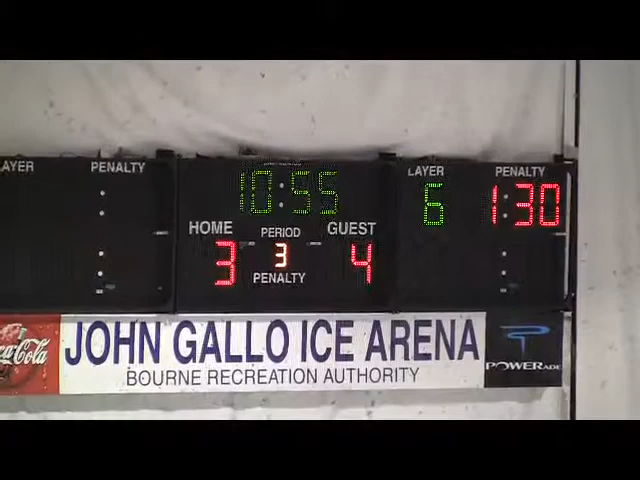 LAYER PENALTY
10:55
HOME PERIOD GUEST
3 3 4
PENALTY
LAYER PENALTY
6 1:30
Coca-Cola
JOHN GALLO ICE ARENA
BOURNE RECREATION AUTHORITY
POWERADE